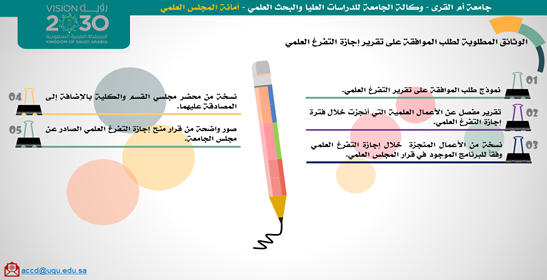 جامعة أم القرى - وكالة الجامعة للدراسات العليا والبحث العلمي - أمانة المجلس العلمي
رؤيـــة VISION
2030
المملكة العربية السعودية
KINGDOM OF SAUDI ARABIA
الوثائق المطلوبة لطلب الموافقة على تقرير إجازة التفرغ العلمي
01
نموذج طلب الموافقة على تقرير التفرغ العلمي.
02
تقرير مفصل عن الأعمال العلمية التي أنجزت خلال فترة
إجازة التفرغ العلمي.
03
نسخة من الأعمال المنجزة خلال إجازة التفرغ العلمي
وفقاً للبرنامج الموجود في قرار المجلس العلمي.
04
نسخة من محضر مجلسي القسم والكلية بالإضافة إلى
المصادقة عليهما.
05
صور واضحة من قرار منح إجازة التفرغ العلمي الصادر عن
مجلس الجامعة.
accd@uqu.edu.sa